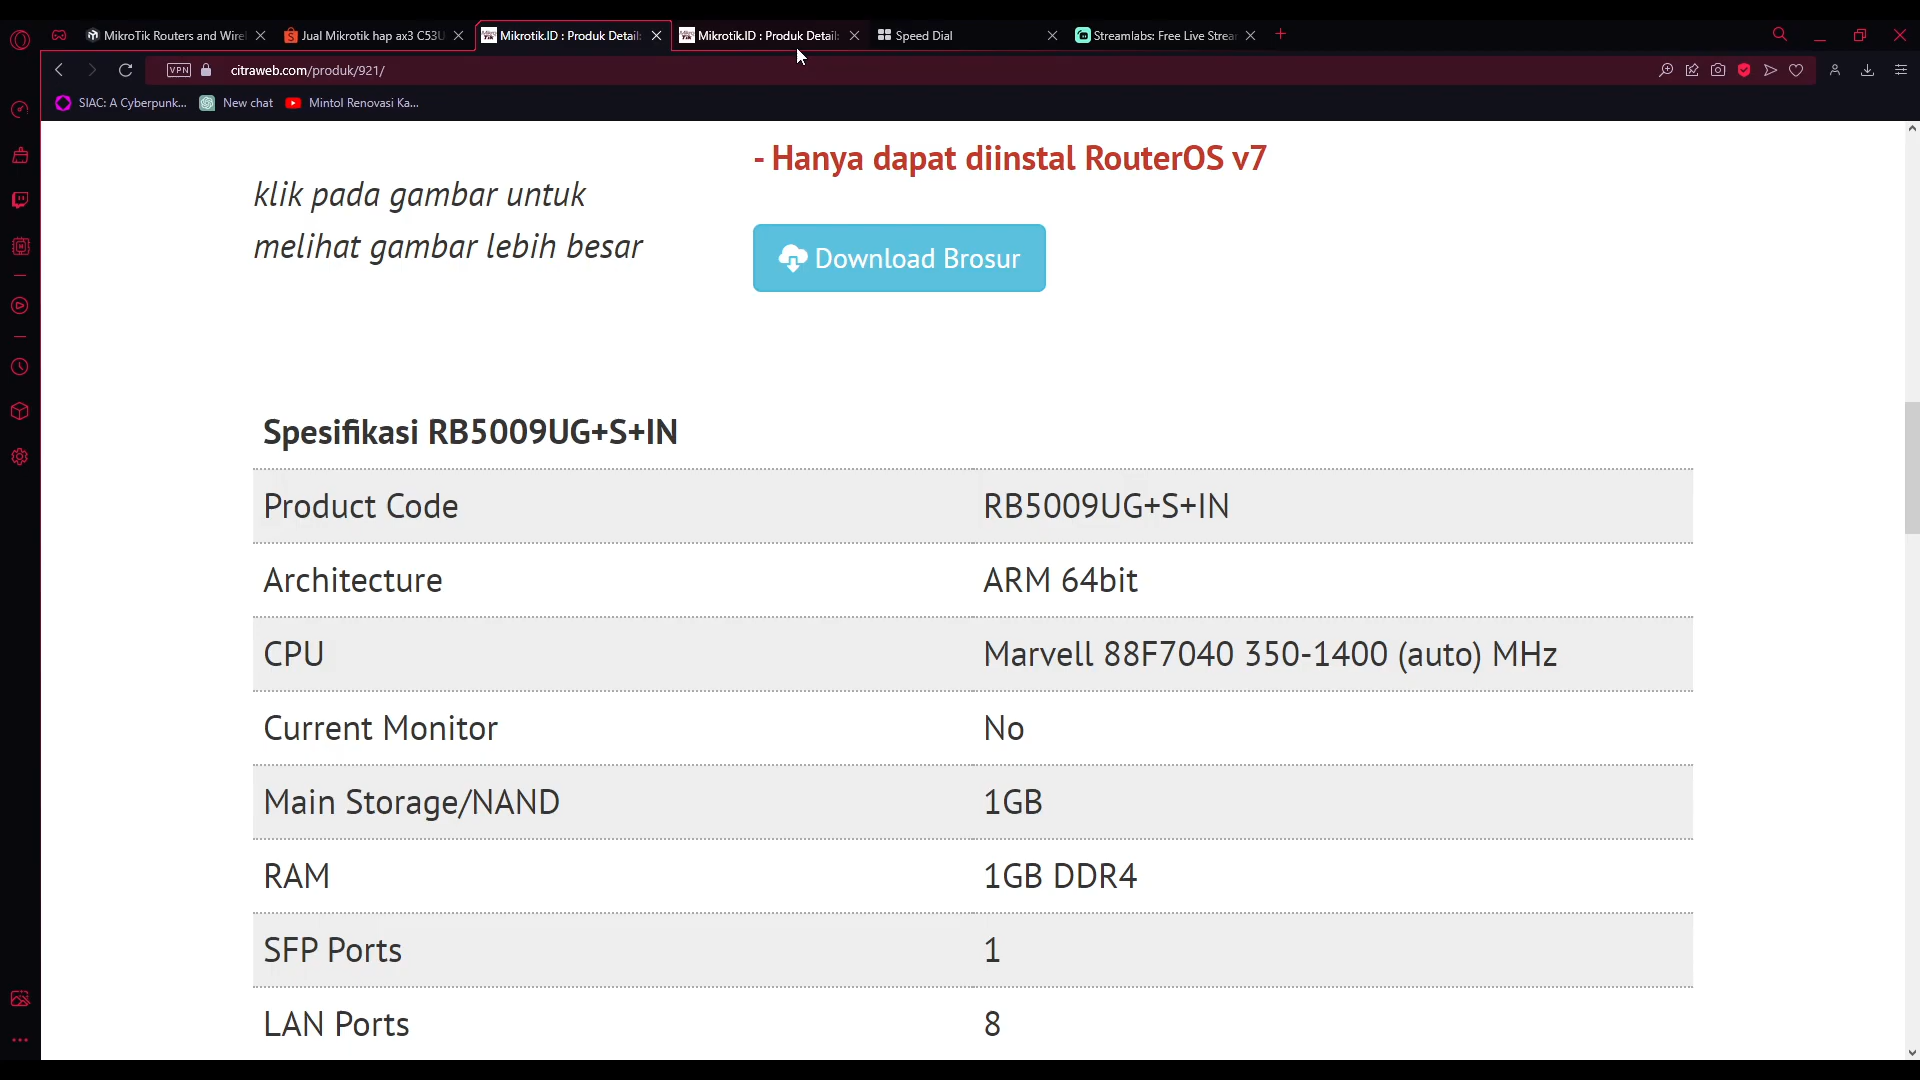 MikroTik Routers and Wirel
Jual Mikrotik hap ax3 C53U
Mikrotik.ID : Produk Detail:
Mikrotik.ID : Produk Detail:
Speed Dial
Streamlabs: Free Live Strea
VPN
citraweb.com/produk/921/
SIAC: A Cyberpunk...
New chat
Mintol Renovasi Ka...
- Hanya dapat diinstal RouterOS v7
klik pada gambar untuk
melihat gambar lebih besar
Download Brosur
Spesifikasi RB5009UG+S+IN
Product Code RB5009UG+S+IN
Architecture ARM 64bit
CPU Marvell 88F7040 350-1400 (auto) MHz
Current Monitor No
Main Storage/NAND 1GB
RAM 1GB DDR4
SFP Ports 1
LAN Ports 8